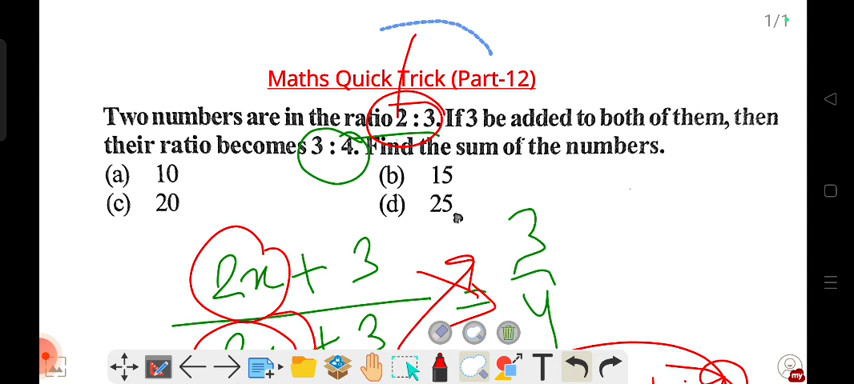 1/1
Maths Quick Trick (Part-12)
Two numbers are in the ratio 2 : 3. If 3 be added to both of them, then
their ratio becomes 3 : 4. Find the sum of the numbers.
(a) 10 (b) 15
(c) 20 (d) 25
2x + 3 = 3
4
+ 3
T
my